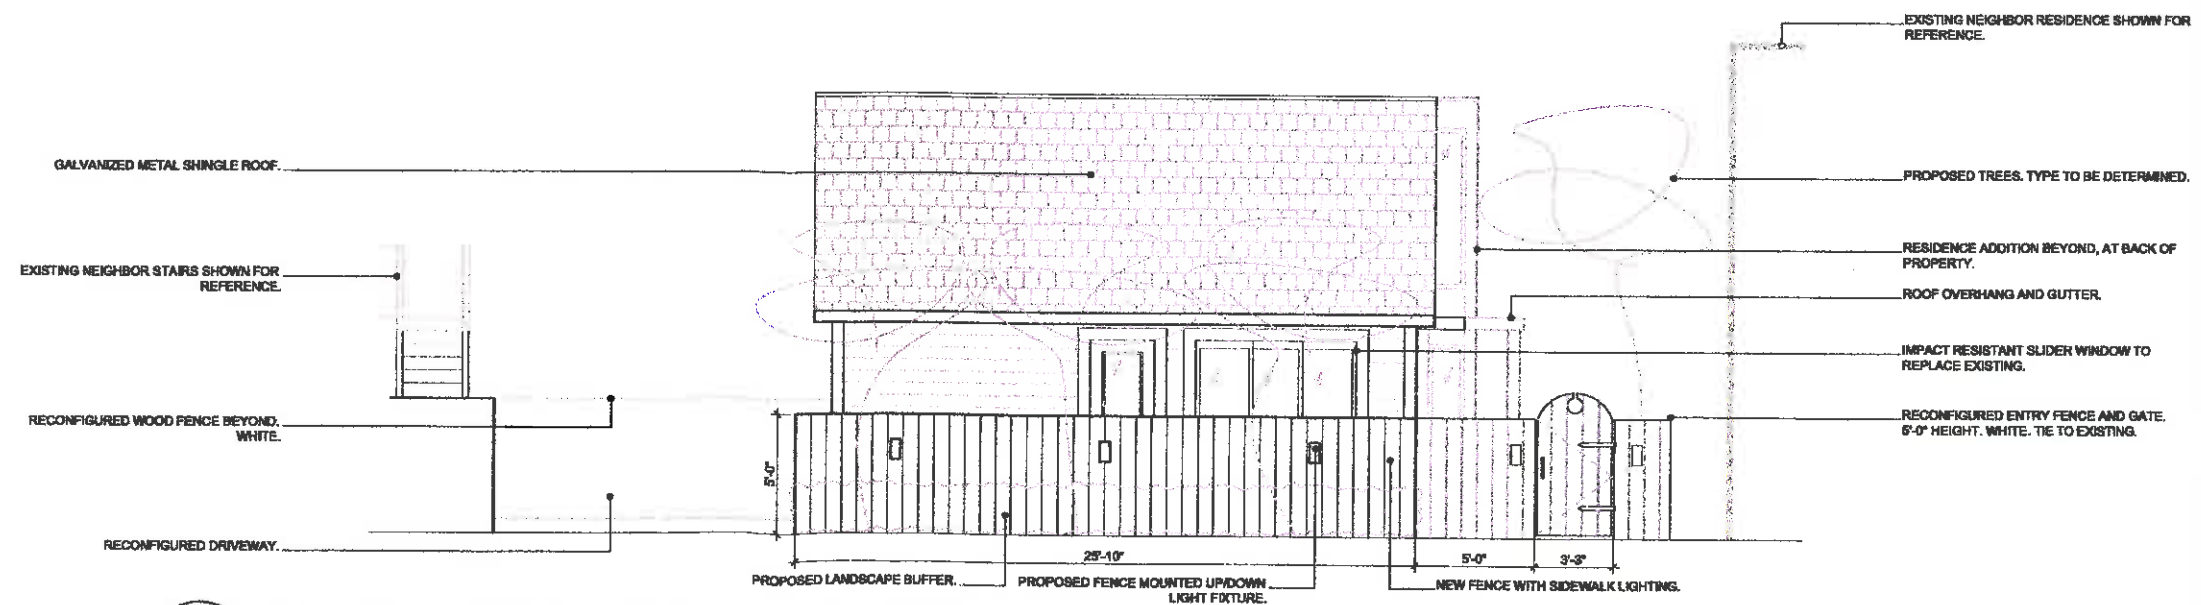 EXISTING NEIGHBOR RESIDENCE SHOWN FOR
REFERENCE.
GALVANIZED METAL SHINGLE ROOF.
PROPOSED TREES. TYPE TO BE DETERMINED.
EXISTING NEIGHBOR STAIRS SHOWN FOR
REFERENCE.
RESIDENCE ADDITION BEYOND, AT BACK OF
PROPERTY.
ROOF OVERHANG AND GUTTER.
IMPACT RESISTANT SLIDER WINDOW TO
REPLACE EXISTING.
RECONFIGURED WOOD FENCE BEYOND.
WHITE.
RECONFIGURED ENTRY FENCE AND GATE.
5'-0" HEIGHT. WHITE. TIE TO EXISTING.
5'-0"
RECONFIGURED DRIVEWAY.
25'-10"
5'-0"
3'-3"
PROPOSED LANDSCAPE BUFFER.
PROPOSED FENCE MOUNTED UP/DOWN
LIGHT FIXTURE.
NEW FENCE WITH SIDEWALK LIGHTING.